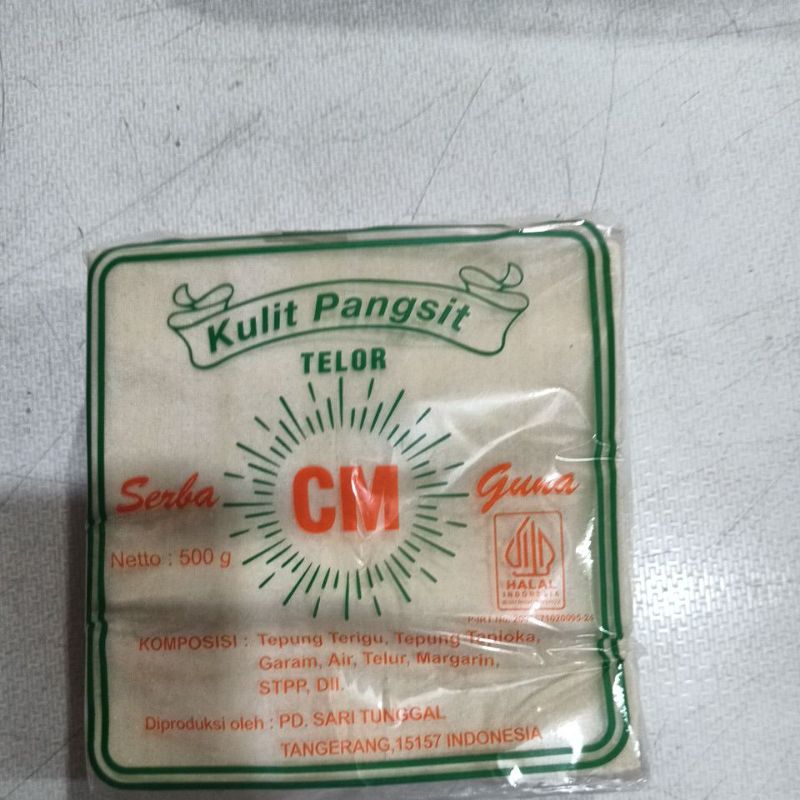 Kulit Pangsit
TELOR
Serba CM Guna
Netto : 500 g
HALAL
INDONESIA
KOMPOSISI : Tepung Terigu, Tepung Tapioka,
Garam, Air, Telur, Margarin,
STPP, Dll.
Diproduksi oleh : PD. SARI TUNGGAL
TANGERANG,15157 INDONESIA